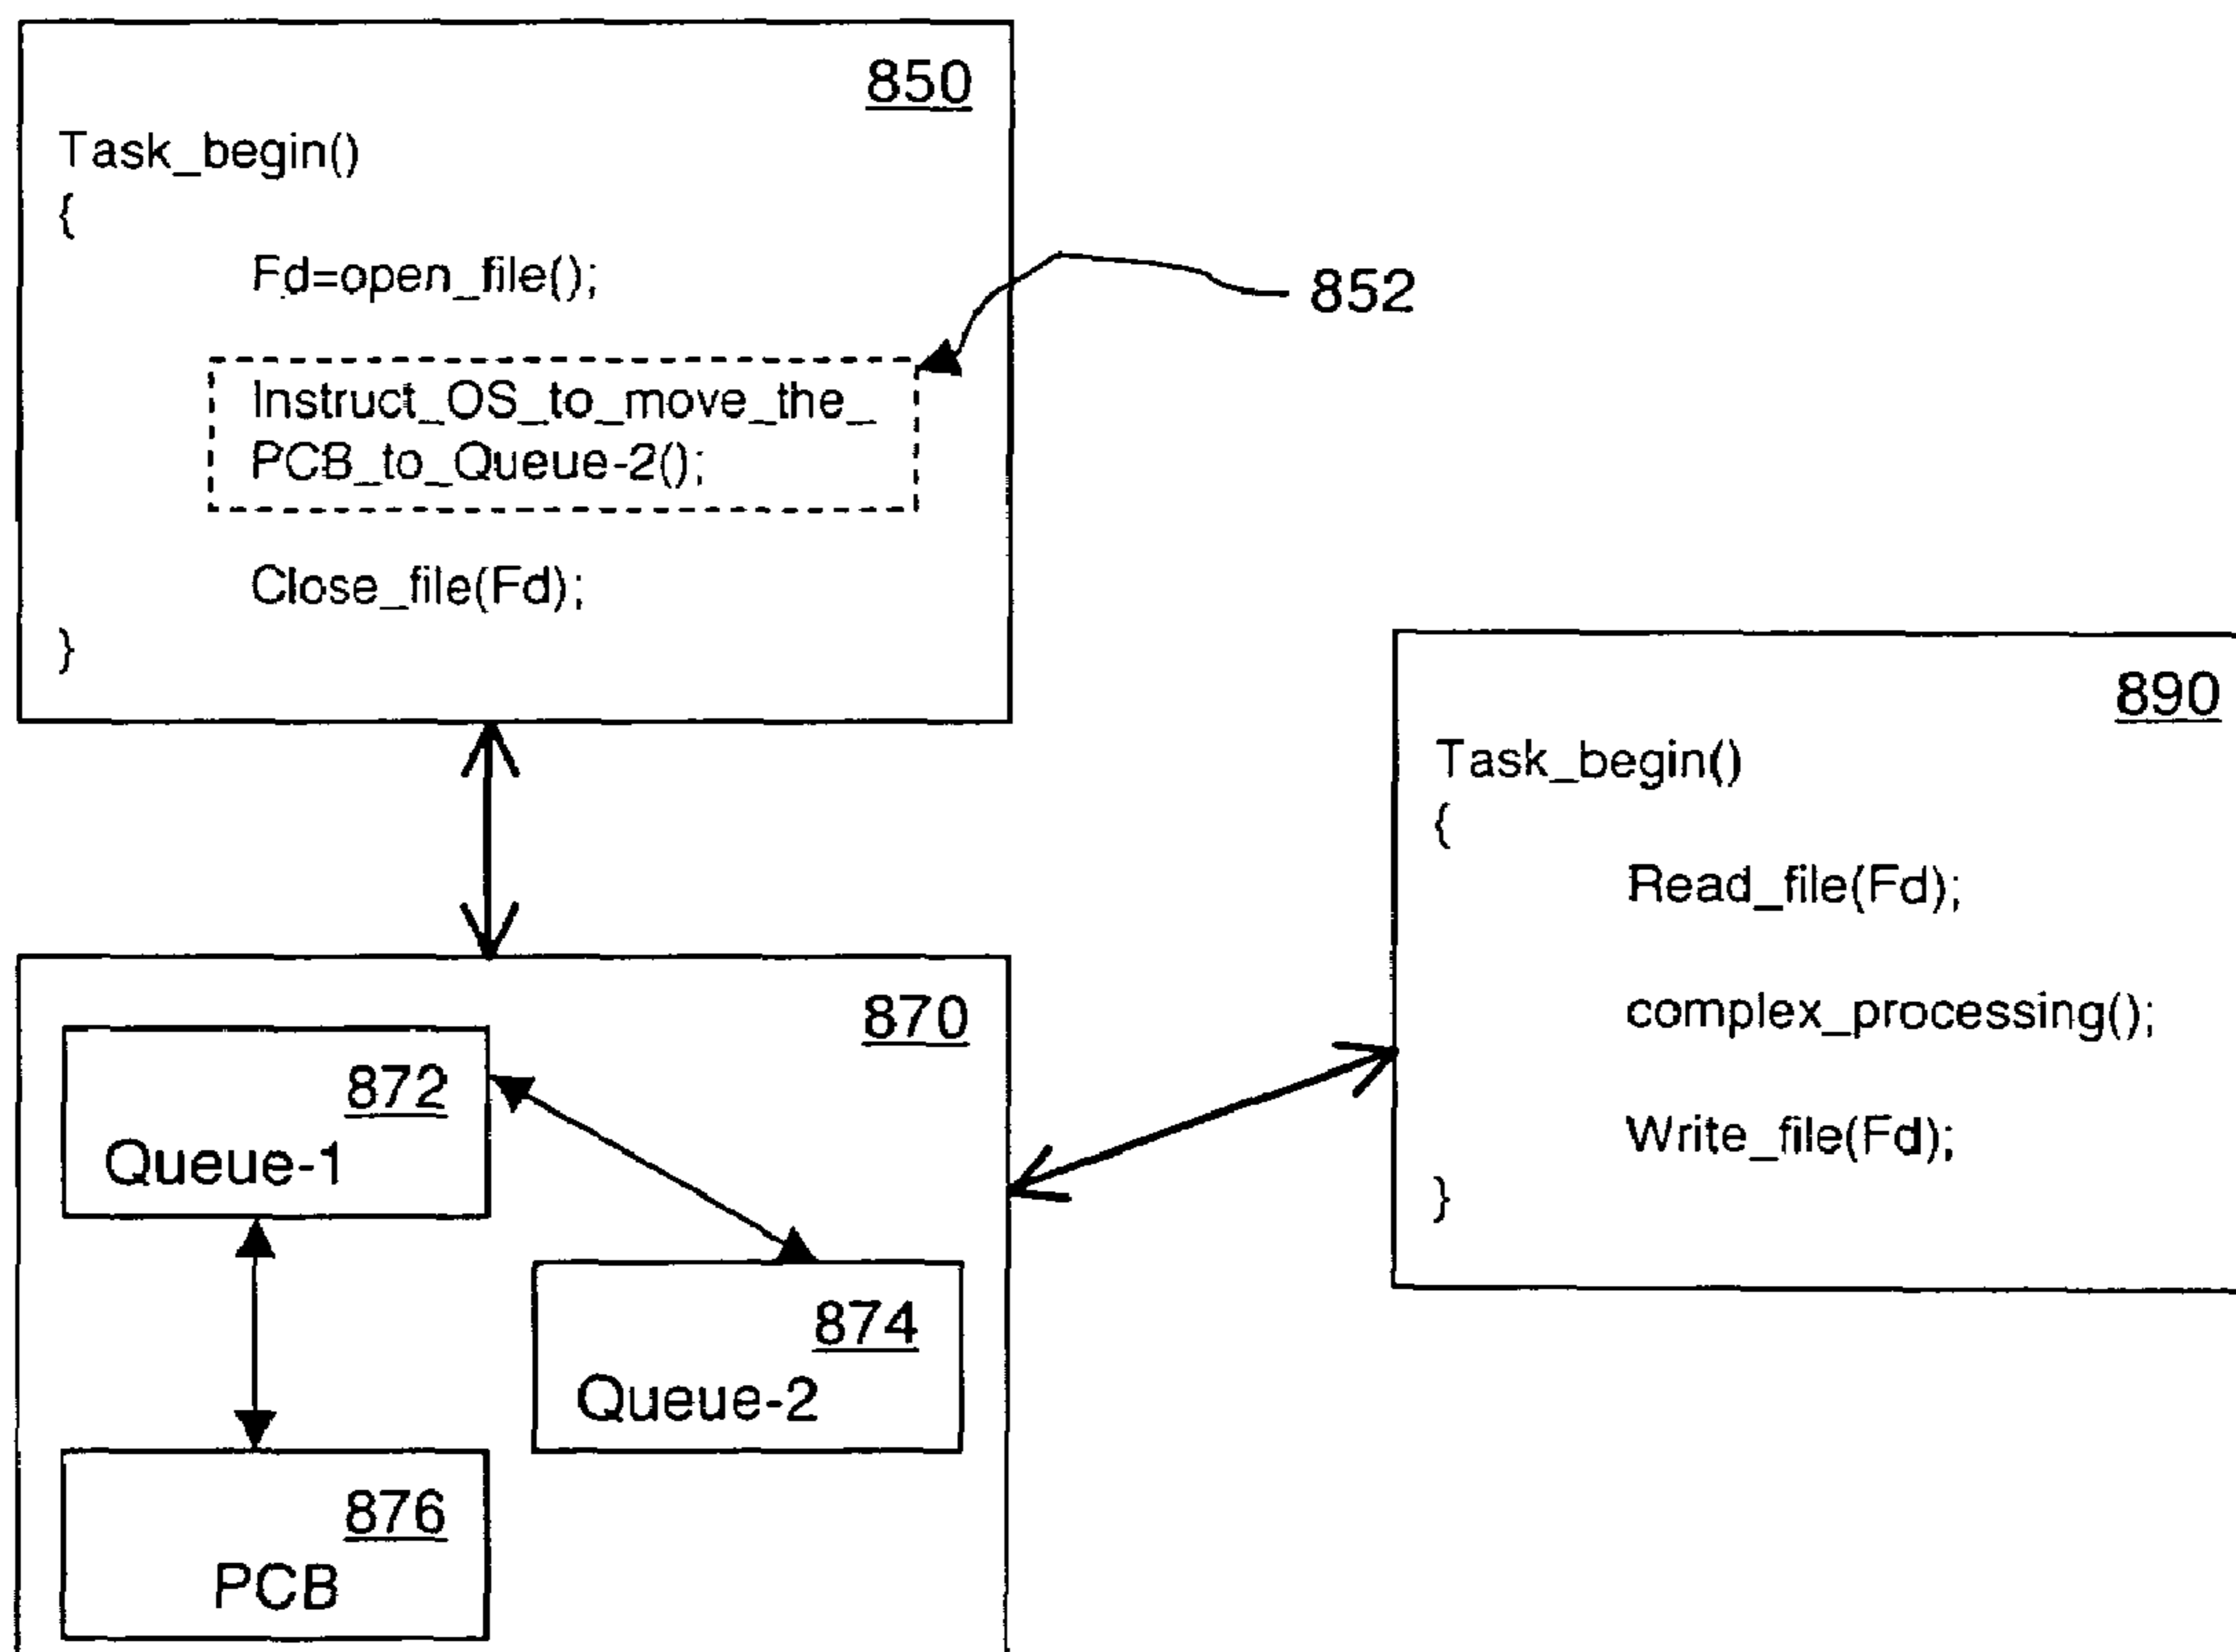 850
Task_begin()
{
Fd=open_file();
852
Instruct_OS_to_move_the_
PCB_to_Queue-2();
Close_file(Fd);
}
890
Task_begin()
{
Read_file(Fd);
complex_processing();
Write_file(Fd);
}
870
872
Queue-1
874
Queue-2
876
PCB